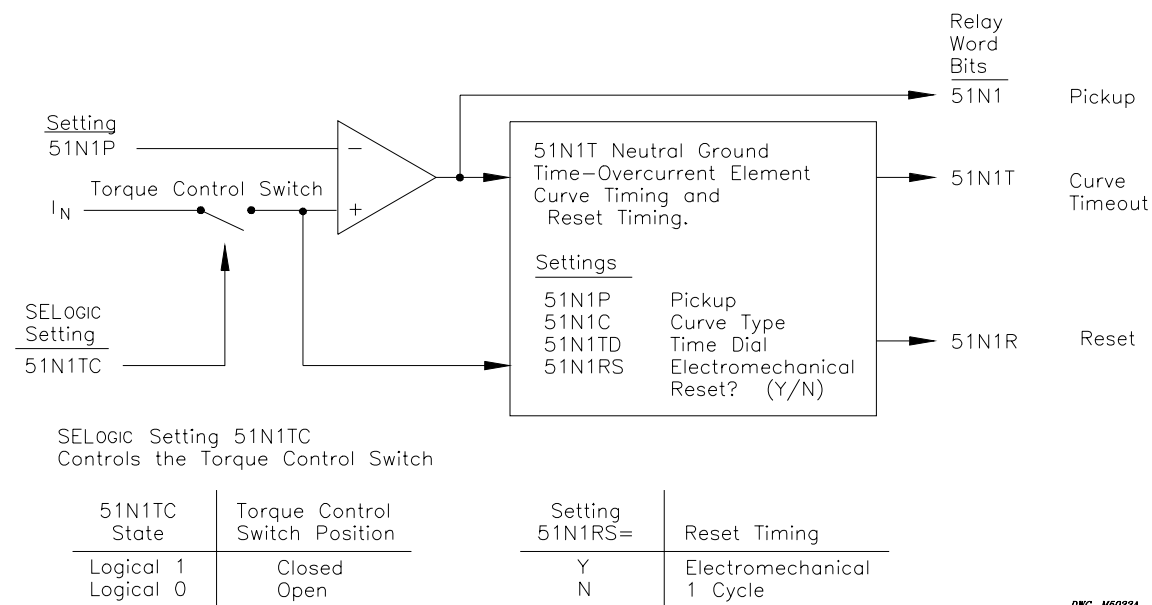 Relay
Word
Bits
51N1 Pickup
Setting
51N1P
−
Torque Control Switch
IN
+
51N1T Neutral Ground
Time−Overcurrent Element
Curve Timing and
Reset Timing.
51N1T Curve
Timeout
Settings
51N1P Pickup
51N1C Curve Type
51N1TD Time Dial
51N1RS Electromechanical
Reset? (Y/N)
51N1R Reset
SELOGIC
Setting
51N1TC
SELOGIC Setting 51N1TC
Controls the Torque Control Switch
51N1TC Torque Control
State Switch Position
Logical 1 Closed
Logical 0 Open
Setting
51N1RS= Reset Timing
Y Electromechanical
N 1 Cycle